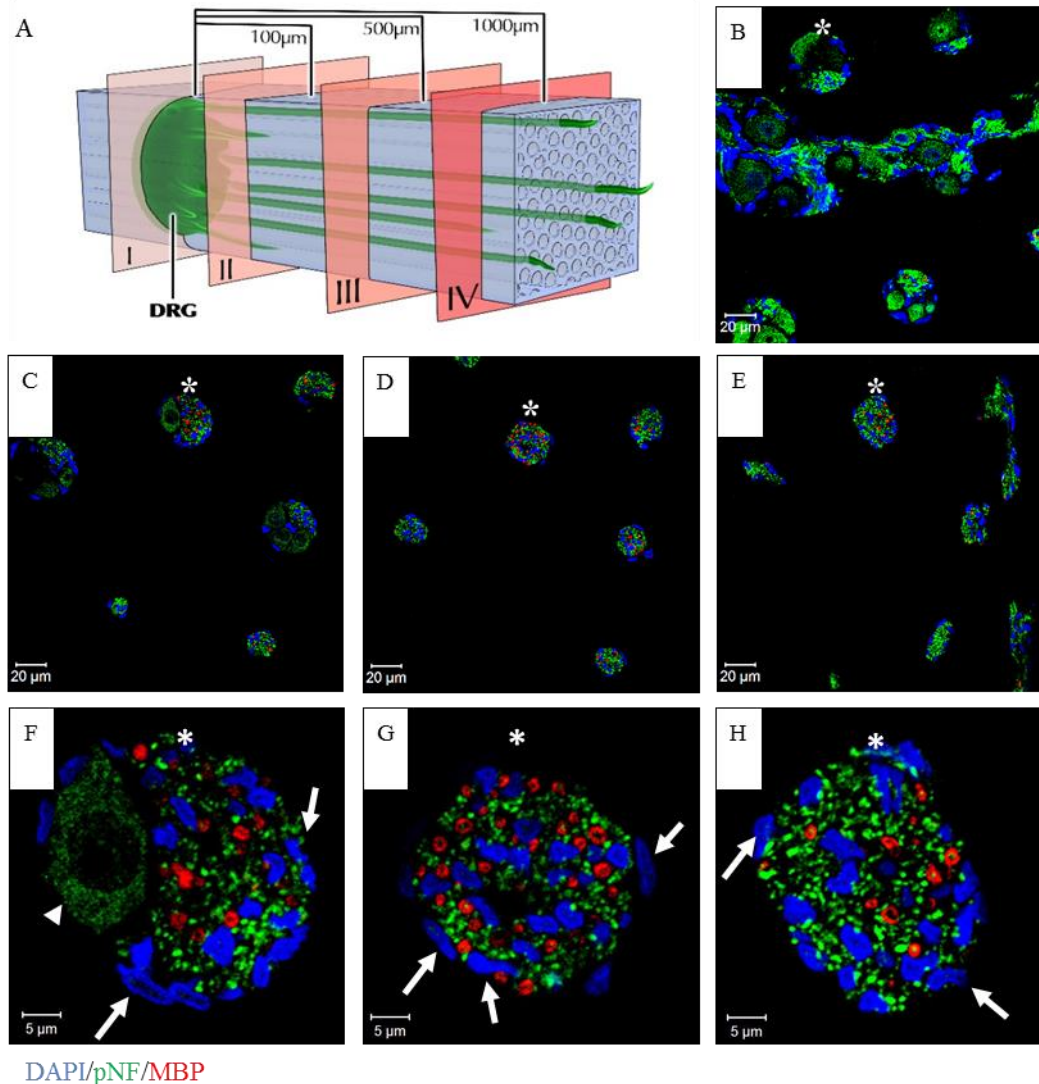 A
100µm
500µm
1000µm
I
II
III
IV
DRG
B
*
20 µm
C
*
20 µm
D
*
20 µm
E
*
20 µm
F
*
5 µm
G
*
5 µm
H
*
5 µm
DAPI/pNF/MBP